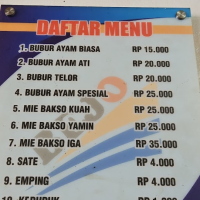 DAFTAR MENU
1. BUBUR AYAM BIASA RP 15.000
2. BUBUR AYAM ATI RP 20.000
3. BUBUR TELOR RP 20.000
4. BUBUR AYAM SPESIAL RP 25.000
5. MIE BAKSO KUAH RP 25.000
6. MIE BAKSO YAMIN RP 25.000
7. MIE BAKSO IGA RP 35.000
8. SATE RP 4.000
9. EMPING RP 4.000
10. KERUPUK